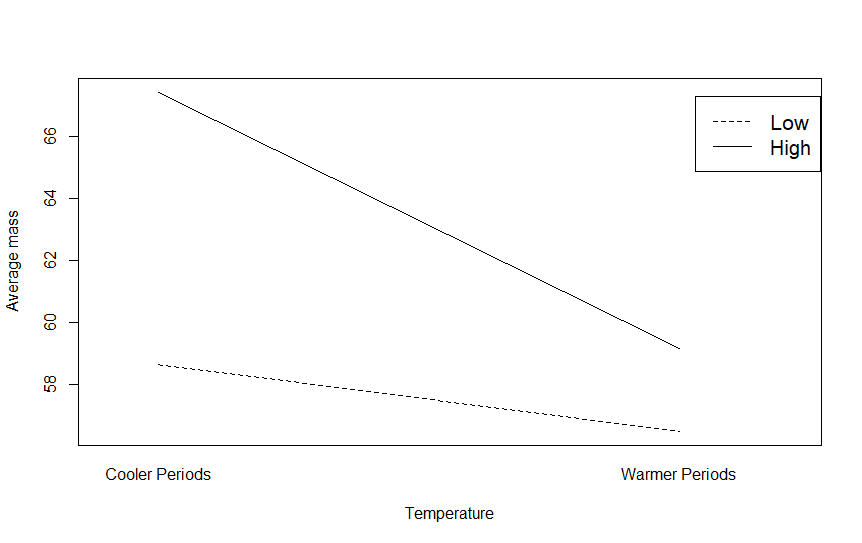 Low
High
66
64
62
60
58
Average mass
Cooler Periods
Warmer Periods
Temperature